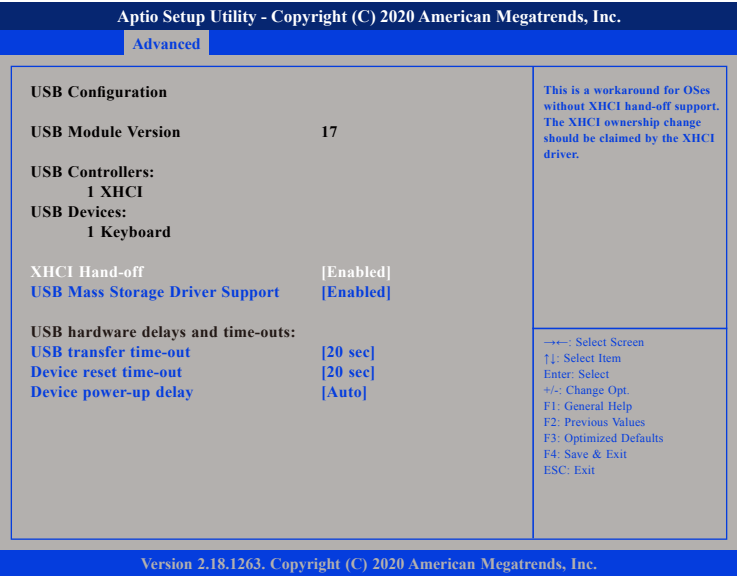 Aptio Setup Utility - Copyright (C) 2020 American Megatrends, Inc.
Advanced
USB Configuration
USB Module Version 17
USB Controllers:
1 XHCI
USB Devices:
1 Keyboard
XHCI Hand-off [Enabled]
USB Mass Storage Driver Support [Enabled]
USB hardware delays and time-outs:
USB transfer time-out [20 sec]
Device reset time-out [20 sec]
Device power-up delay [Auto]
This is a workaround for OSes
without XHCI hand-off support.
The XHCI ownership change
should be claimed by the XHCI
driver.
→←: Select Screen
↑↓: Select Item
Enter: Select
+/-: Change Opt.
F1: General Help
F2: Previous Values
F3: Optimized Defaults
F4: Save & Exit
ESC: Exit
Version 2.18.1263. Copyright (C) 2020 American Megatrends, Inc.